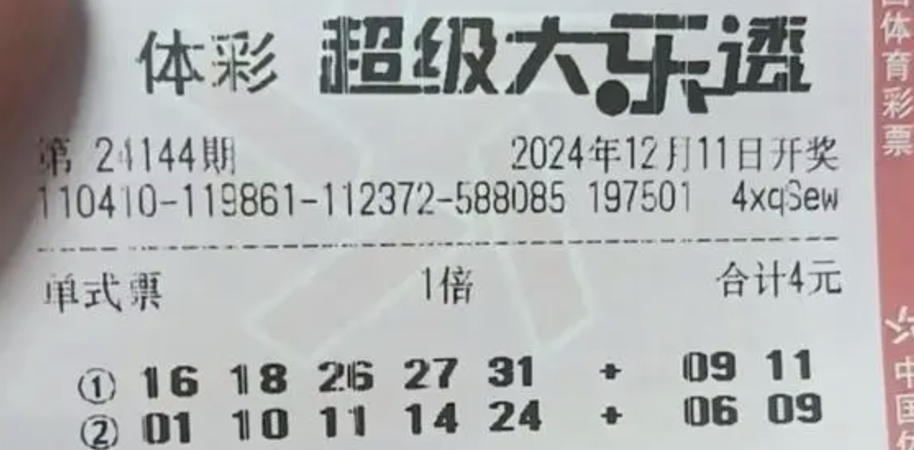 体彩 超级大乐透
第 24144期 2024年12月11日开奖
110410-119861-112372-588085 197501 4xqSew
单式票 1倍 合计4元
① 16 18 26 27 31 + 09 11
② 01 10 11 14 24 + 06 09
国体育彩票
中国体